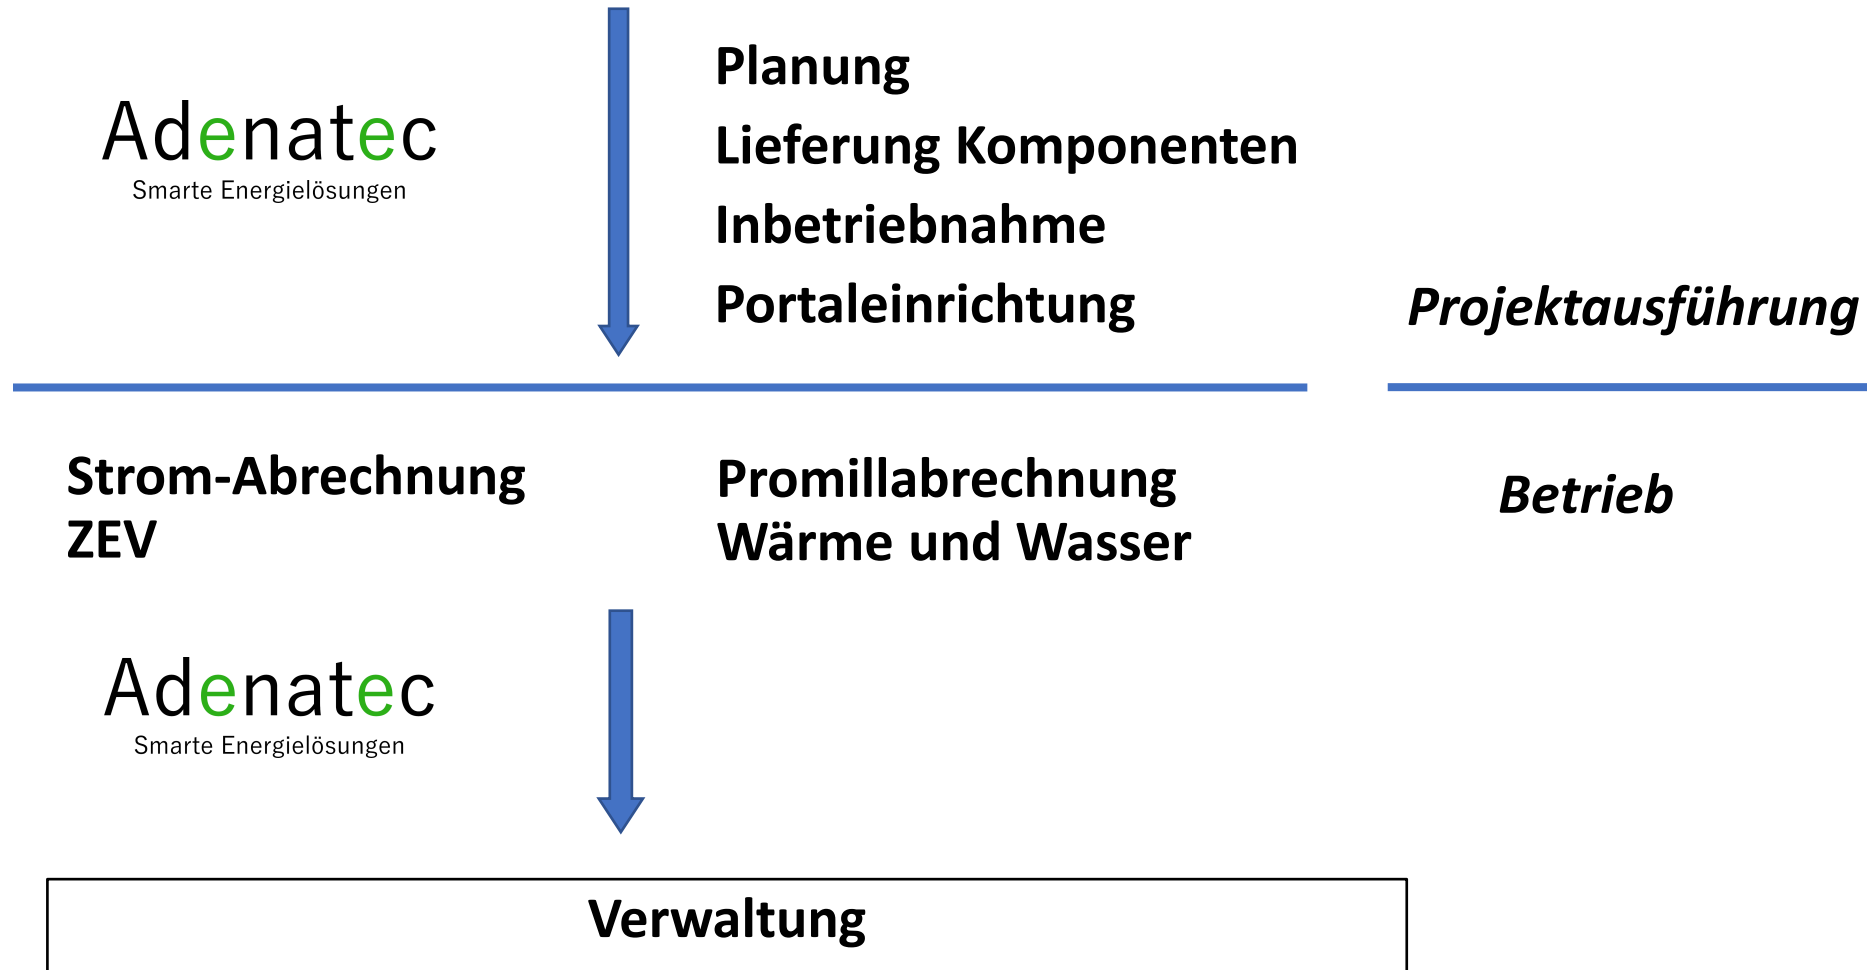 Adenatec
Smarte Energielösungen
Planung
Lieferung Komponenten
Inbetriebnahme
Portaleinrichtung
Projektausführung
Strom-Abrechnung
ZEV
Promillabrechnung
Wärme und Wasser
Betrieb
Adenatec
Smarte Energielösungen
Verwaltung